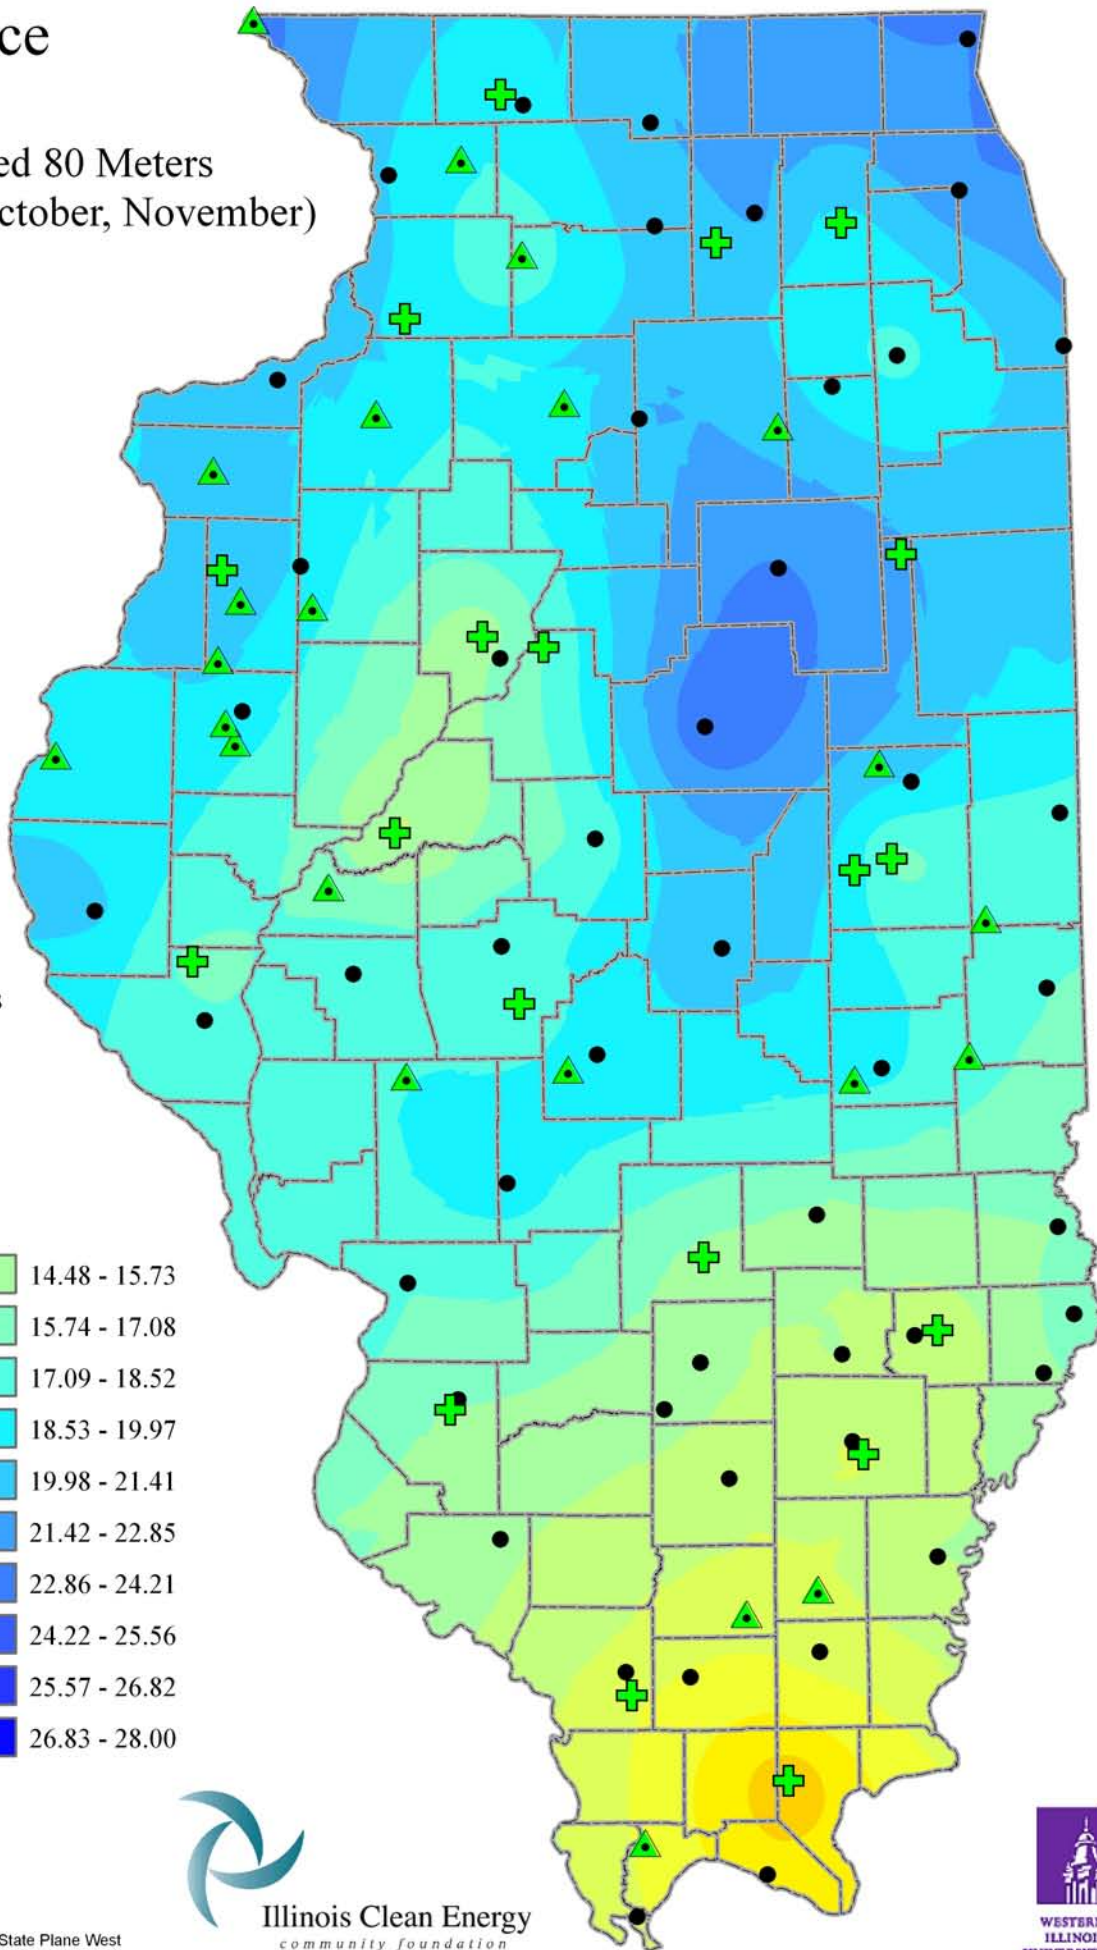 ce
ed 80 Meters
ctober, November)
s
14.48 - 15.73
15.74 - 17.08
17.09 - 18.52
18.53 - 19.97
19.98 - 21.41
21.42 - 22.85
22.86 - 24.21
24.22 - 25.56
25.57 - 26.82
26.83 - 28.00
Illinois Clean Energy
community foundation
State Plane West
WESTER
ILLINO